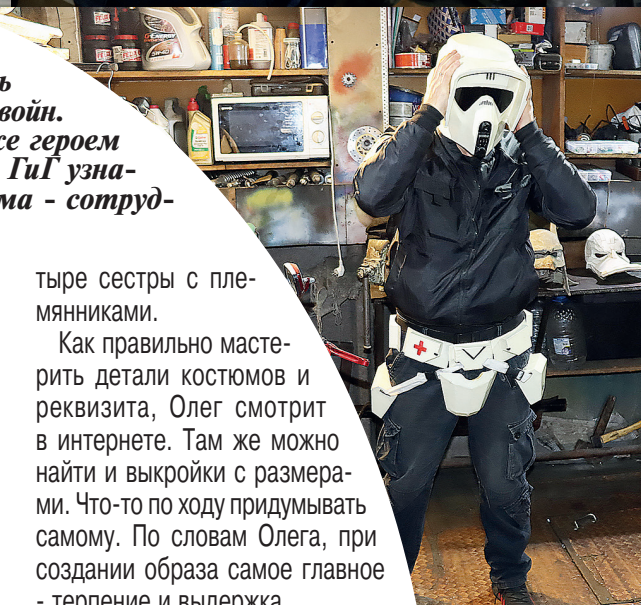 ь
войн.
се героем
ГиГ узна-
ма - сотруд-
тыре сестры с пле-
мянниками.
Как правильно масте-
рить детали костюмов и
реквизита, Олег смотрит
в интернете. Там же можно
найти и выкройки с размера-
ми. Что-то по ходу придумывать
самому. По словам Олега, при
создании образа самое главное
- терпение и выдержка